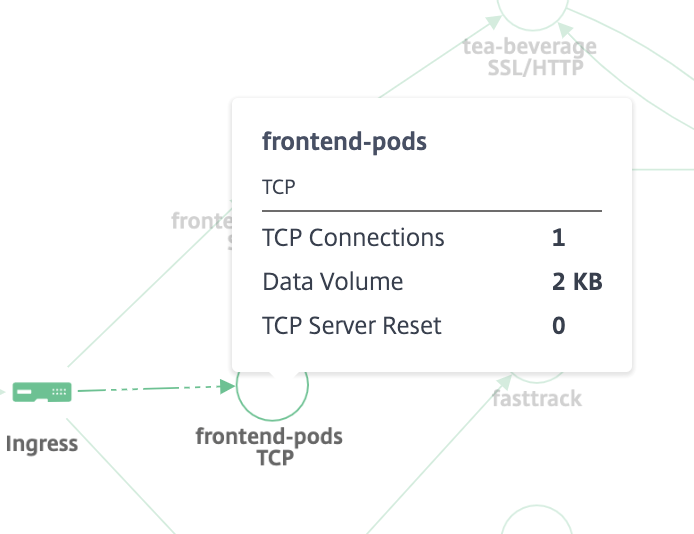 tea-beverage
SSL/HTTP
frontend-pods
TCP
TCP Connections 1
Data Volume 2 KB
TCP Server Reset 0
fasttrack
Ingress
frontend-pods
TCP